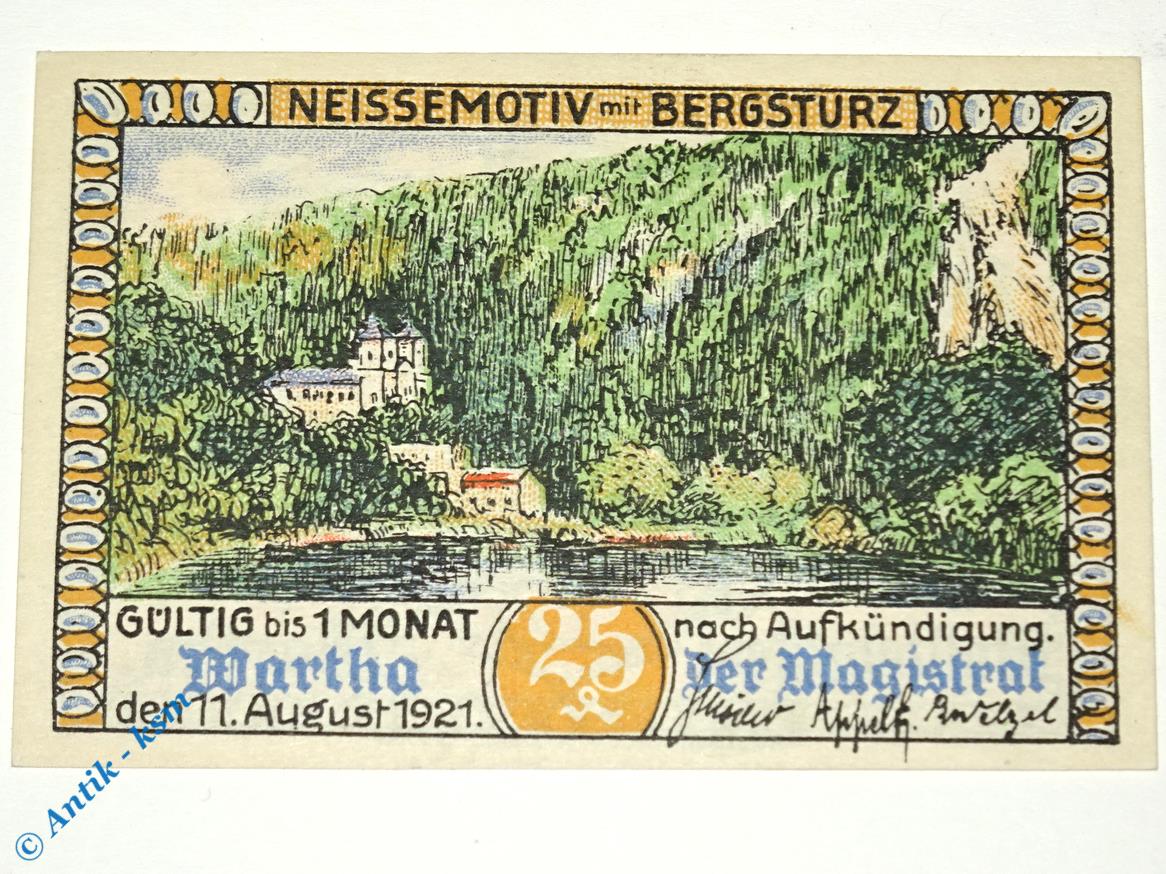 NEISSEMOTIV mit BERGSTURZ
GÜLTIG bis 1 MONAT
25
₰
nach Aufkündigung.
Wartha
Der Magistrat
den 11. August 1921.
Appelt
© Antik - ksm